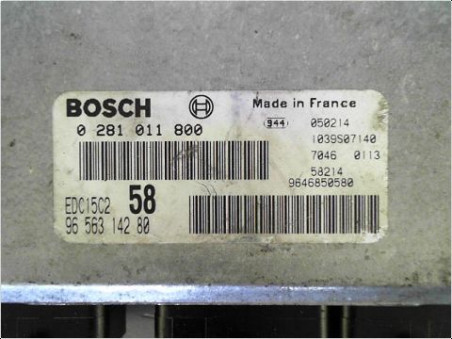 BOSCH
Made in France
0 281 011 800
944
050214
1039S07140
7046 0113
58214
9646850580
EDC15C2 58
96 563 142 80